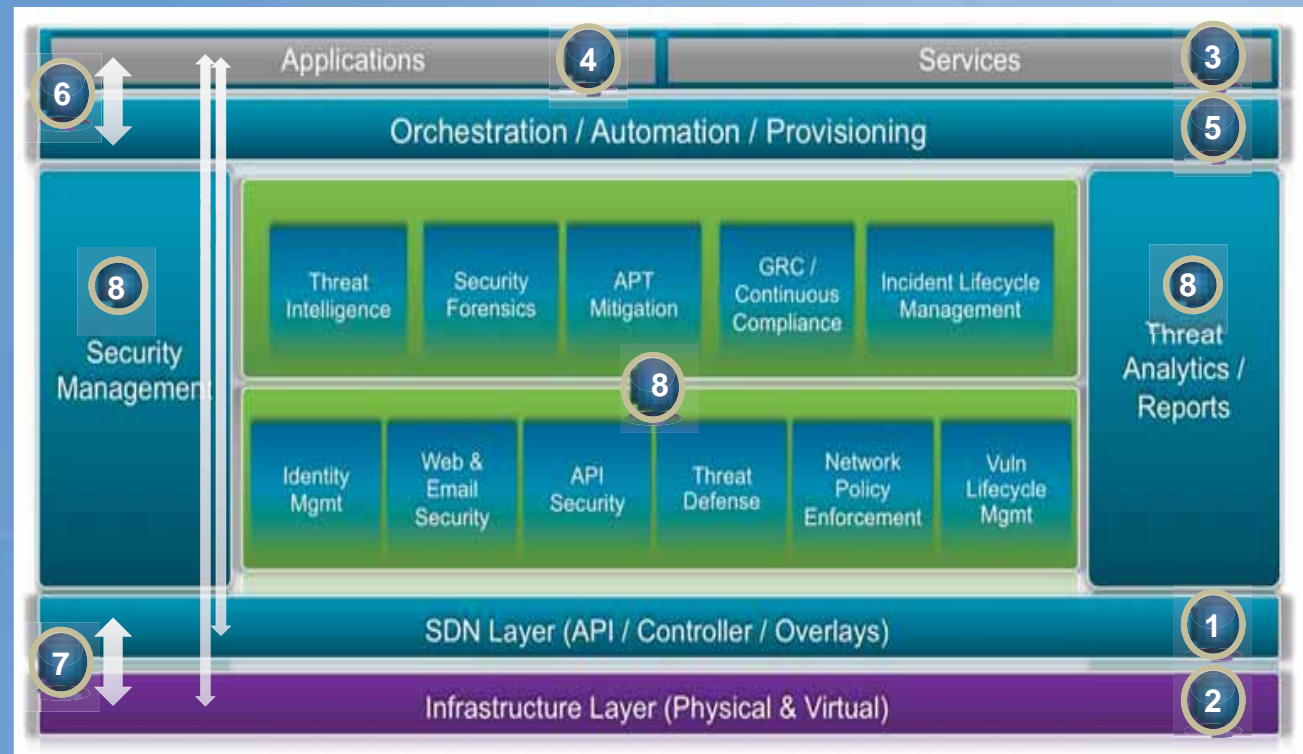 Applications
4
Services
3
6
Orchestration / Automation / Provisioning
5
8
Security
Management
Threat
Intelligence
Security
Forensics
APT
Mitigation
GRC /
Continuous
Compliance
Incident Lifecycle
Management
8
Threat
Analytics /
Reports
8
Identity
Mgmt
Web &
Email
Security
API
Security
Threat
Defense
Network
Policy
Enforcement
Vuln
Lifecycle
Mgmt
SDN Layer (API / Controller / Overlays)
1
7
Infrastructure Layer (Physical & Virtual)
2